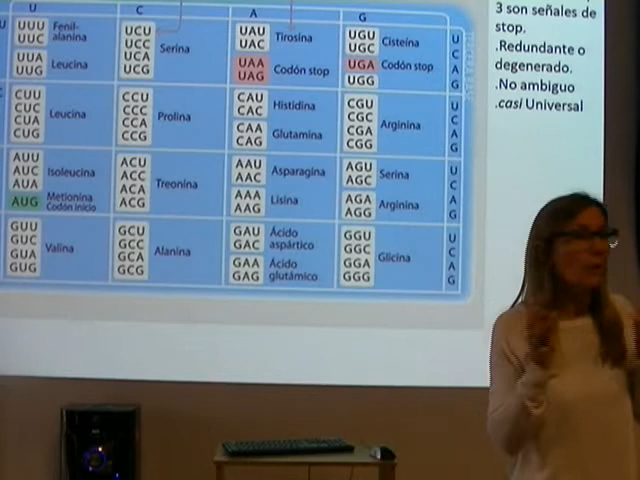 3 son señales de
stop.
.Redundante o
degenerado.
.No ambiguo
.casi Universal
U C A G
U
UUU
UUC
Fenil-
alanina
UUA
UUG
Leucina
UCU
UCC
UCA
UCG
Serina
UAU
UAC
Tirosina
UAA
UAG
Codón stop
UGU
UGC
Cisteína
UGA
Codón stop
UGG
U
C
A
G
CUU
CUC
CUA
CUG
Leucina
CCU
CCC
CCA
CCG
Prolina
CAU
CAC
Histidina
CAA
CAG
Glutamina
CGU
CGC
CGA
CGG
Arginina
U
C
A
G
AUU
AUC
AUA
Isoleucina
AUG
Metionina
Codón inicio
ACU
ACC
ACA
ACG
Treonina
AAU
AAC
Asparagina
AAA
AAG
Lisina
AGU
AGC
Serina
AGA
AGG
Arginina
U
C
A
G
GUU
GUC
GUA
GUG
Valina
GCU
GCC
GCA
GCG
Alanina
GAU
GAC
Ácido
aspártico
GAA
GAG
Ácido
glutámico
GGU
GGC
GGA
GGG
Glicina
U
C
A
G